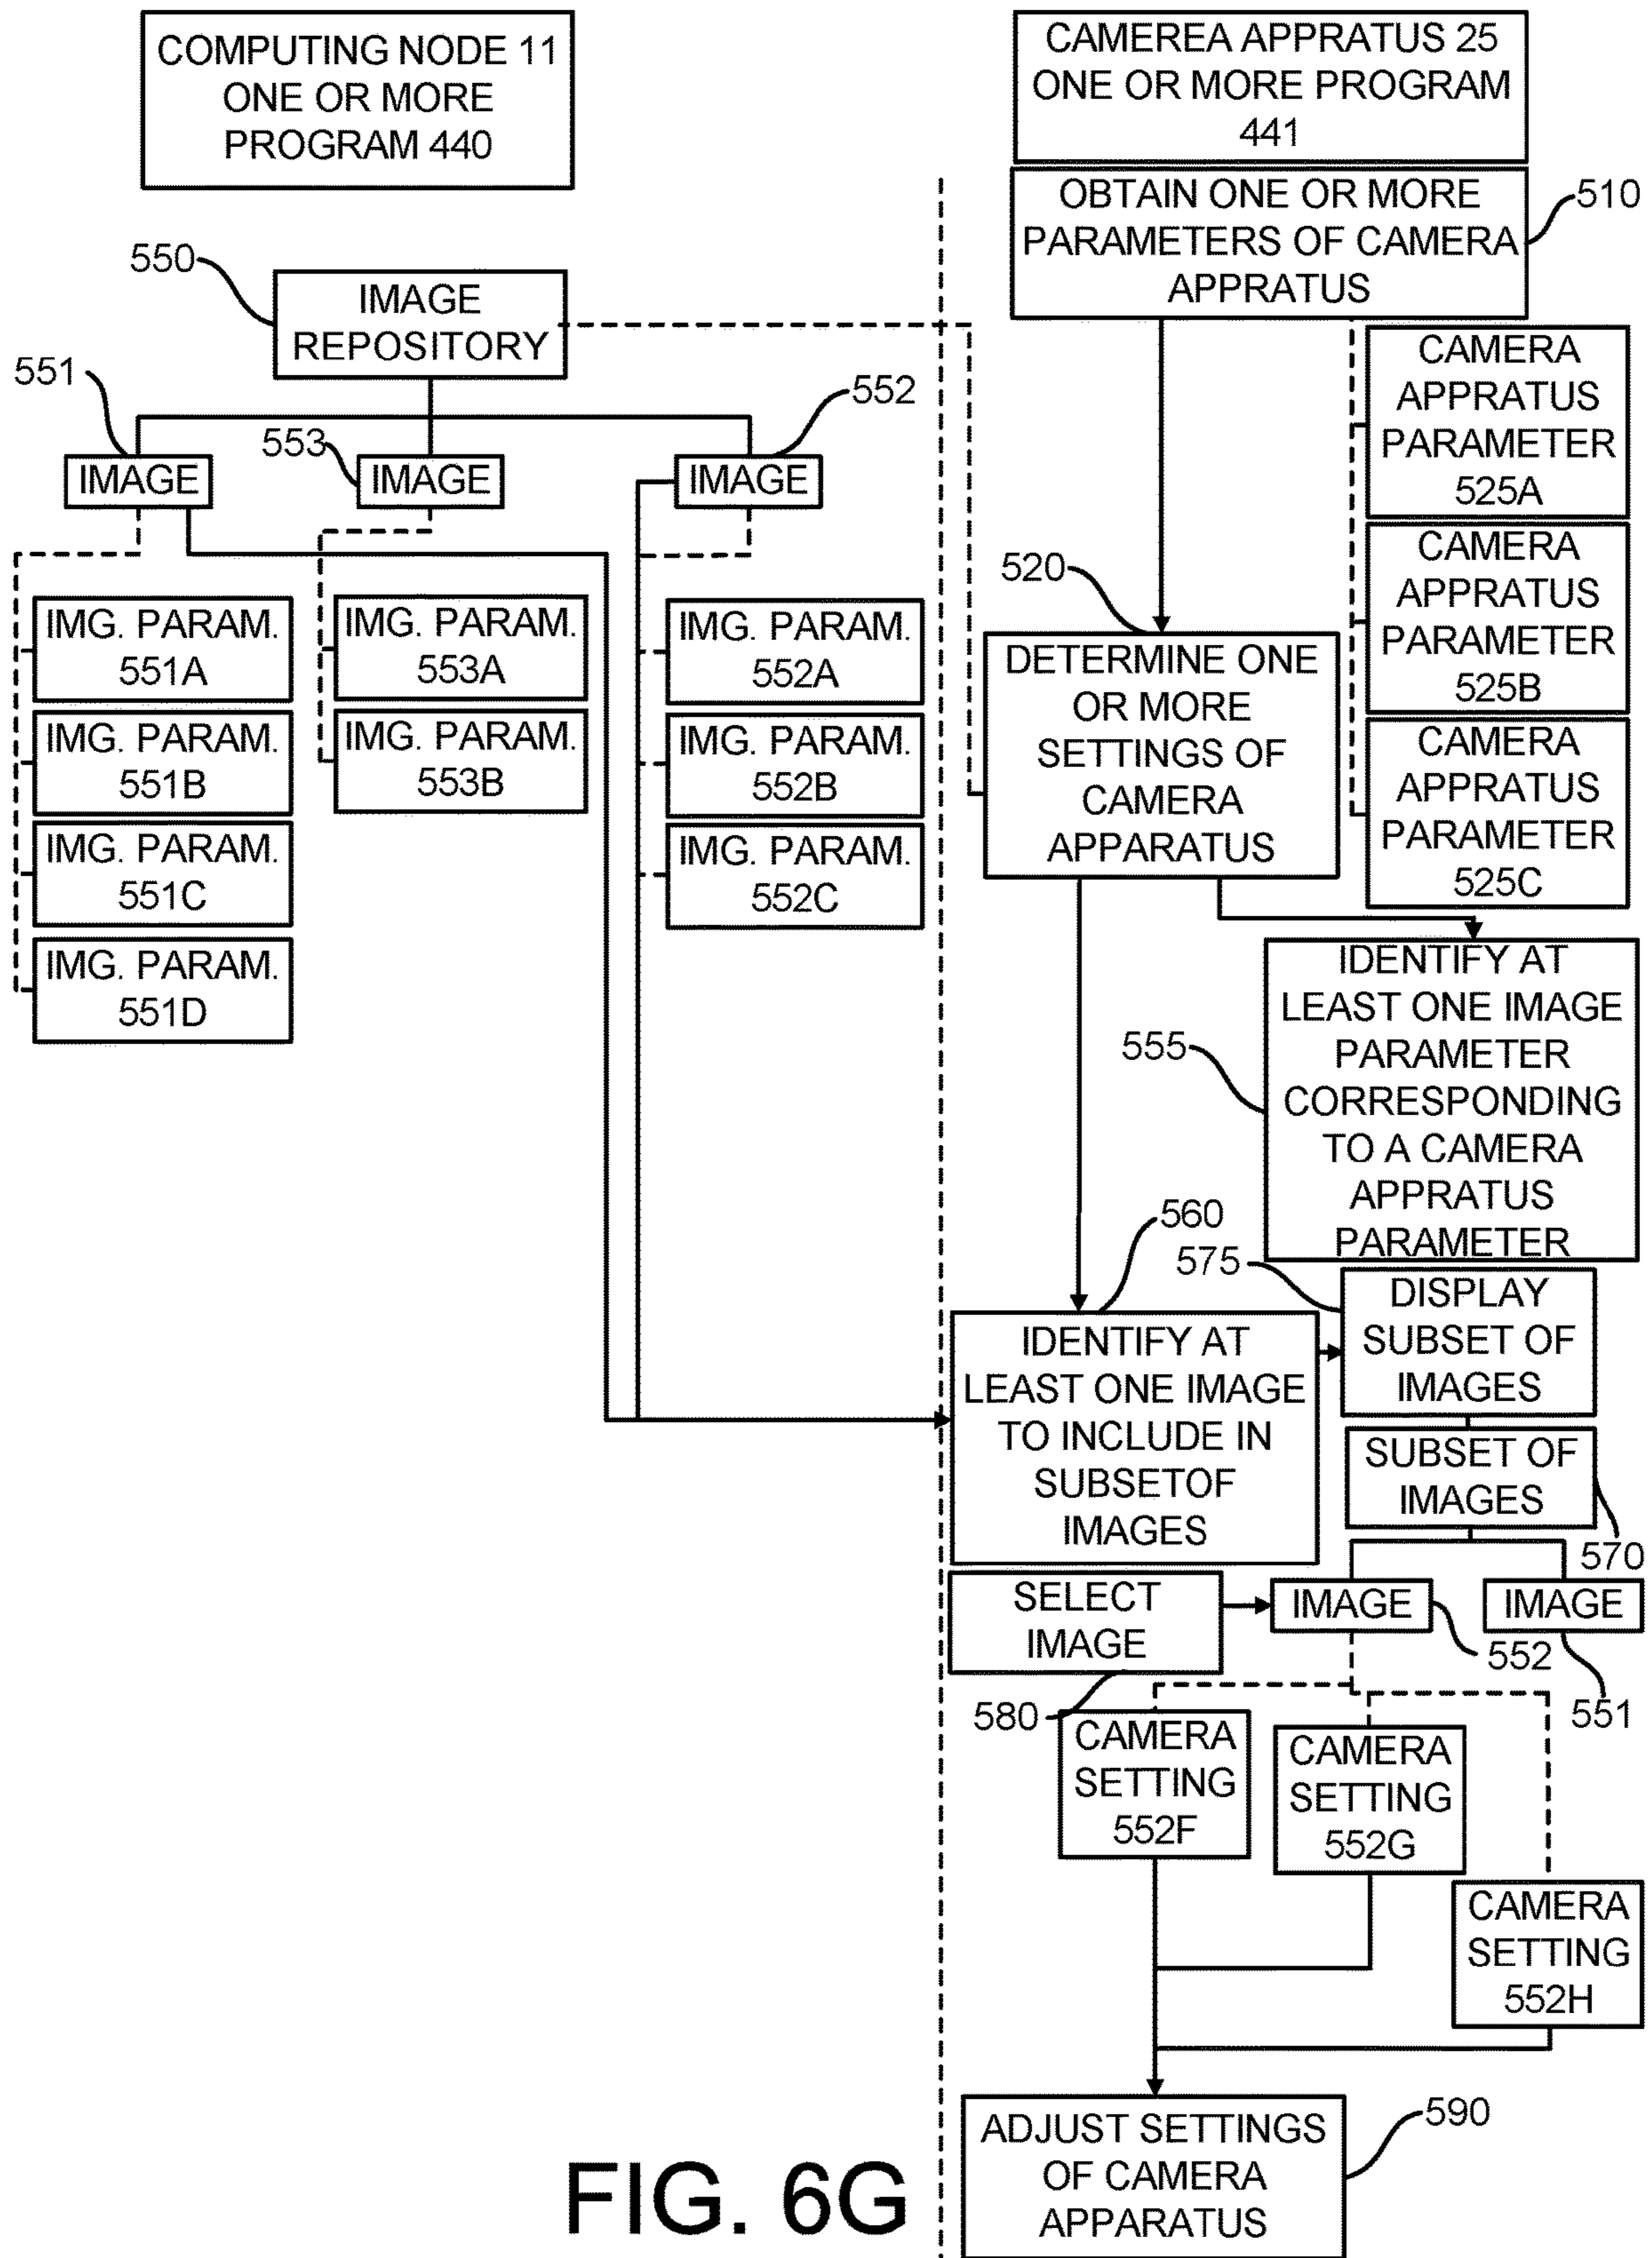 COMPUTING NODE 11
ONE OR MORE
PROGRAM 440
CAMEREA APPRATUS 25
ONE OR MORE PROGRAM
441
OBTAIN ONE OR MORE
PARAMETERS OF CAMERA
APPRATUS
510
550
IMAGE
REPOSITORY
551
553
552
IMAGE
IMAGE
IMAGE
IMG. PARAM.
551A
IMG. PARAM.
551B
IMG. PARAM.
551C
IMG. PARAM.
551D
IMG. PARAM.
553A
IMG. PARAM.
553B
IMG. PARAM.
552A
IMG. PARAM.
552B
IMG. PARAM.
552C
CAMERA
APPRATUS
PARAMETER
525A
CAMERA
APPRATUS
PARAMETER
525B
CAMERA
APPRATUS
PARAMETER
525C
520
DETERMINE ONE
OR MORE
SETTINGS OF
CAMERA
APPARATUS
555
IDENTIFY AT
LEAST ONE IMAGE
PARAMETER
CORRESPONDING
TO A CAMERA
APPRATUS
PARAMETER
560
575
IDENTIFY AT
LEAST ONE IMAGE
TO INCLUDE IN
SUBSETOF
IMAGES
DISPLAY
SUBSET OF
IMAGES
SUBSET OF
IMAGES
570
SELECT
IMAGE
580
IMAGE
552
IMAGE
551
CAMERA
SETTING
552F
CAMERA
SETTING
552G
CAMERA
SETTING
552H
ADJUST SETTINGS
OF CAMERA
APPARATUS
590
FIG. 6G